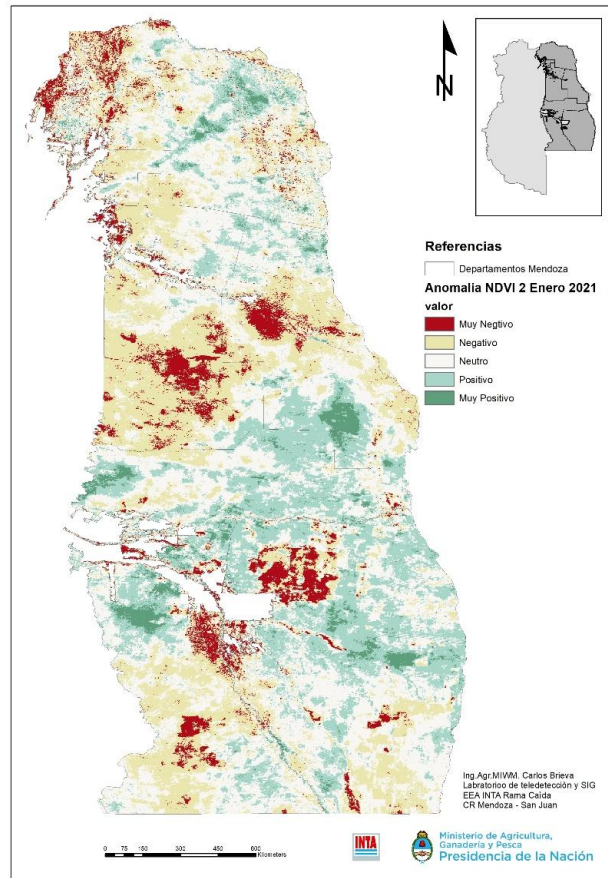 N
Referencias
Departamentos Mendoza
Anomalia NDVI 2 Enero 2021
valor
Muy Negtivo
Negativo
Neutro
Positivo
Muy Positivo
Ing.Agr.MIWM. Carlos Brieva
Labratorioo de teledetección y SIG
EEA INTA Rama Caída
CR Mendoza - San Juan
0 75 150 300 450 600
Kilometers
INTA
Ministerio de Agricultura,
Ganadería y Pesca
Presidencia de la Nación